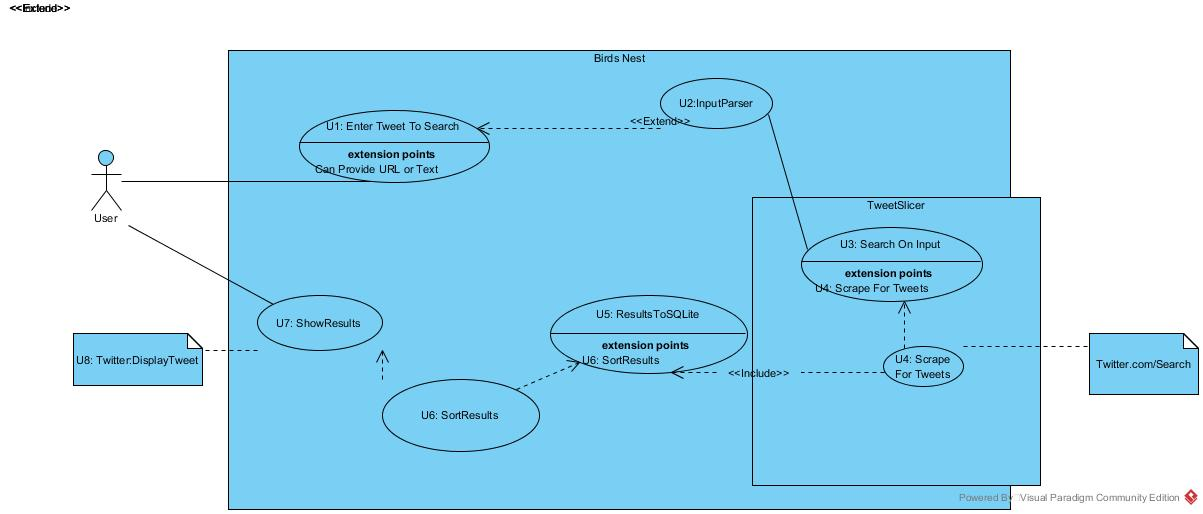 <<Extend>>
Birds Nest
U2:InputParser
<<Extend>>
U1: Enter Tweet To Search
extension points
Can Provide URL or Text
User
TweetSlicer
U3: Search On Input
extension points
U4: Scrape For Tweets
U7: ShowResults
U5: ResultsToSQLite
extension points
U6: SortResults
U8: Twitter:DisplayTweet
U4: Scrape
For Tweets
Twitter.com/Search
<<Include>>
U6: SortResults
Powered By Visual Paradigm Community Edition